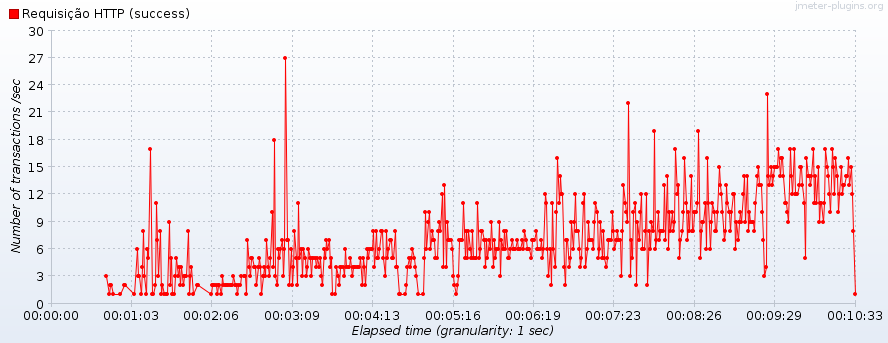 Requisição HTTP (success)
jmeter-plugins.org
30
27
24
21
18
15
12
9
6
3
0
Number of transactions /sec
00:00:00 00:01:03 00:02:06 00:03:09 00:04:13 00:05:16 00:06:19 00:07:23 00:08:26 00:09:29 00:10:33
Elapsed time (granularity: 1 sec)